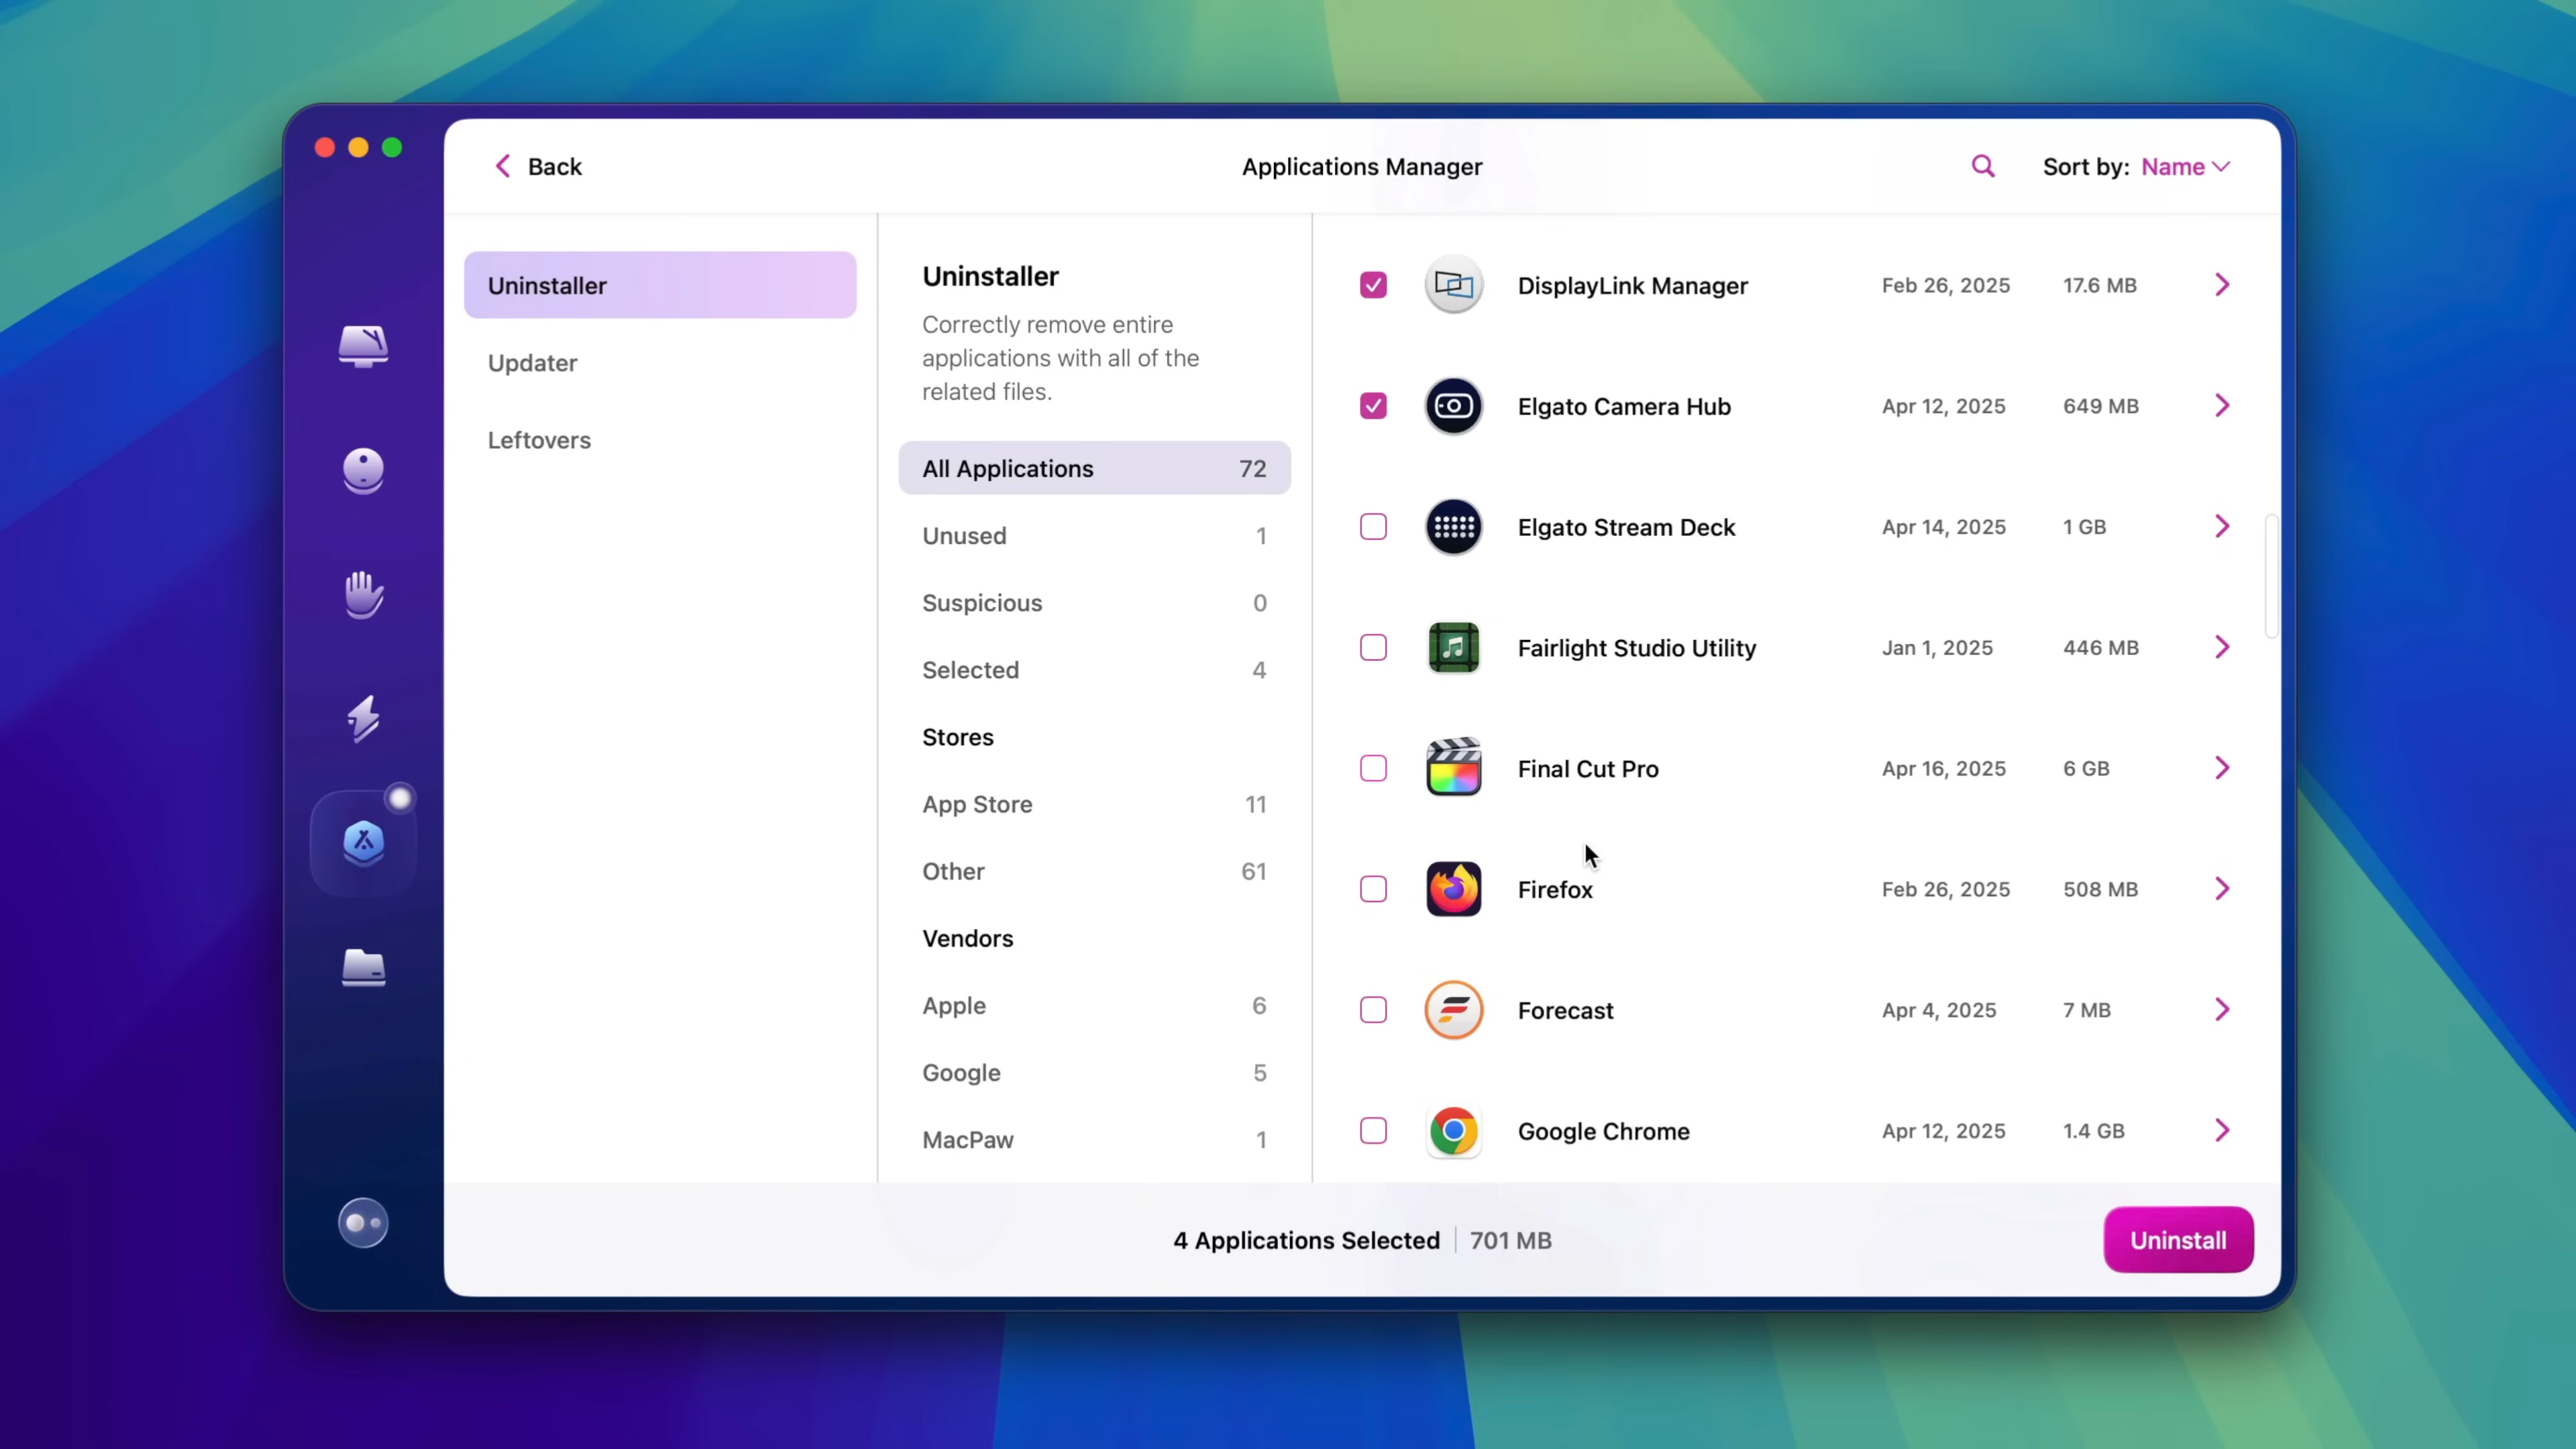 Back
Applications Manager
Sort by: Name
Uninstaller
Updater
Leftovers
Uninstaller
Correctly remove entire
applications with all of the
related files.
All Applications 72
Unused 1
Suspicious 0
Selected 4
Stores
App Store 11
Other 61
Vendors
Apple 6
Google 5
MacPaw 1
DisplayLink Manager Feb 26, 2025 17.6 MB
Elgato Camera Hub Apr 12, 2025 649 MB
Elgato Stream Deck Apr 14, 2025 1 GB
Fairlight Studio Utility Jan 1, 2025 446 MB
Final Cut Pro Apr 16, 2025 6 GB
Firefox Feb 26, 2025 508 MB
Forecast Apr 4, 2025 7 MB
Google Chrome Apr 12, 2025 1.4 GB
4 Applications Selected 701 MB
Uninstall